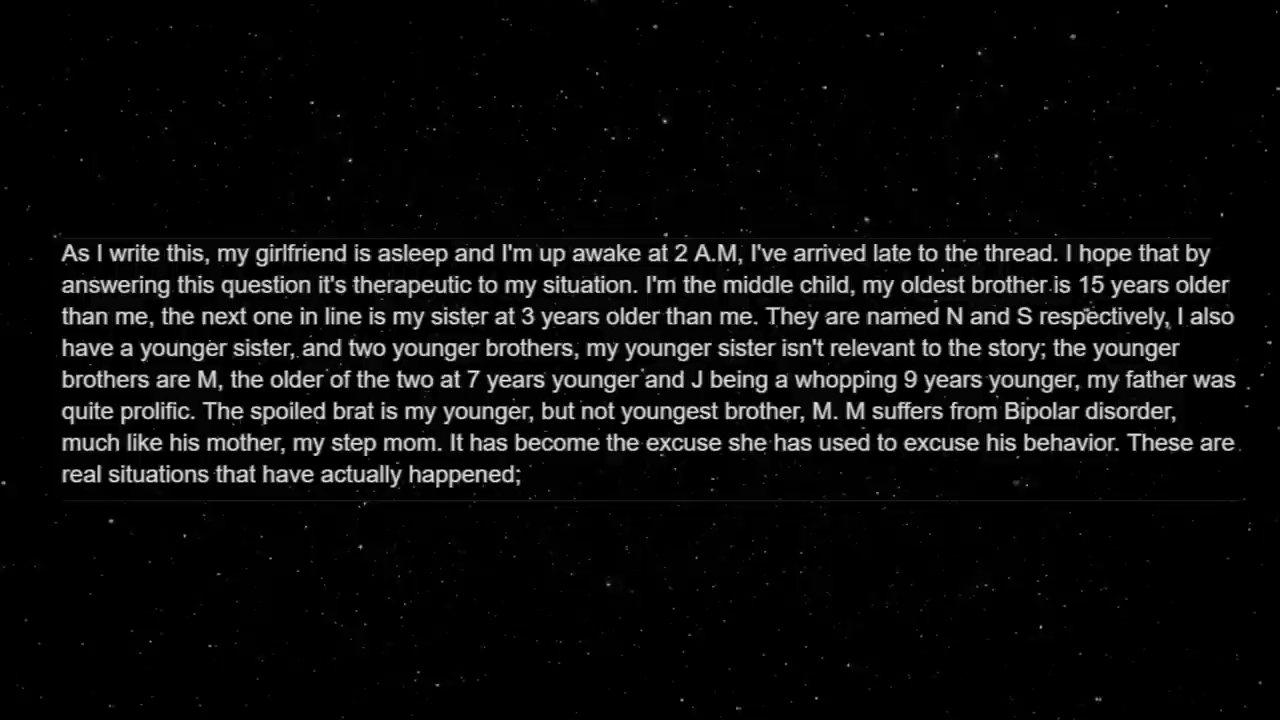 As I write this, my girlfriend is asleep and I'm up awake at 2 A.M, I've arrived late to the thread. I hope that by
answering this question it's therapeutic to my situation. I'm the middle child, my oldest brother is 15 years older
than me, the next one in line is my sister at 3 years older than me. They are named N and S respectively, I also
have a younger sister, and two younger brothers, my younger sister isn't relevant to the story; the younger
brothers are M, the older of the two at 7 years younger and J being a whopping 9 years younger, my father was
quite prolific. The spoiled brat is my younger, but not youngest brother, M. M suffers from Bipolar disorder,
much like his mother, my step mom. It has become the excuse she has used to excuse his behavior. These are
real situations that have actually happened;